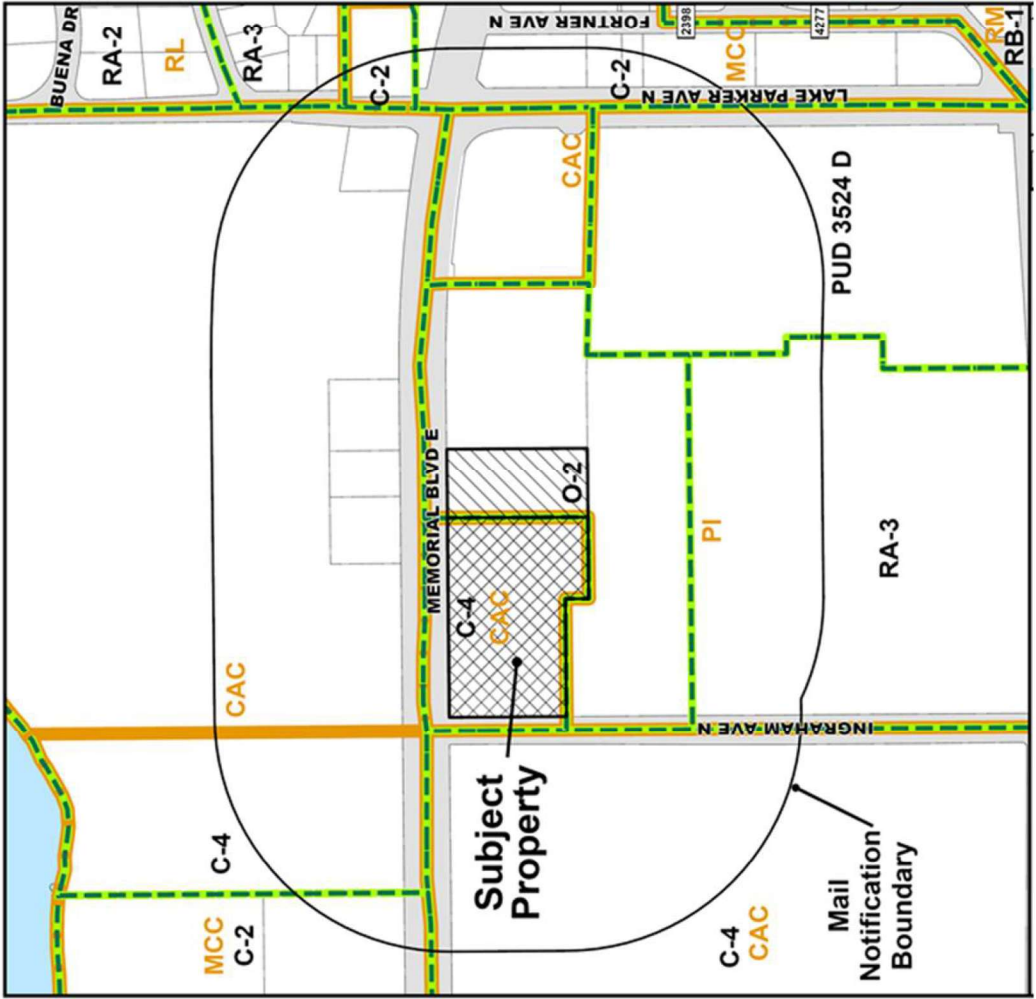 BUENA DR
RA-2
RL
MCC
C-2
C-4
CAC
RA-3
C-2
MEMORIAL BLVD E
C-4
CAC
Subject
Property
FORTNER AVE N
O-2
CAC
C-2
2398
PI
C-4
CAC
MCC
LAKE PARKER AVE N
INGRAHAM AVE N
4277
PUD 3524 D
Mail
Notification
Boundary
RA-3
RM
RB-1